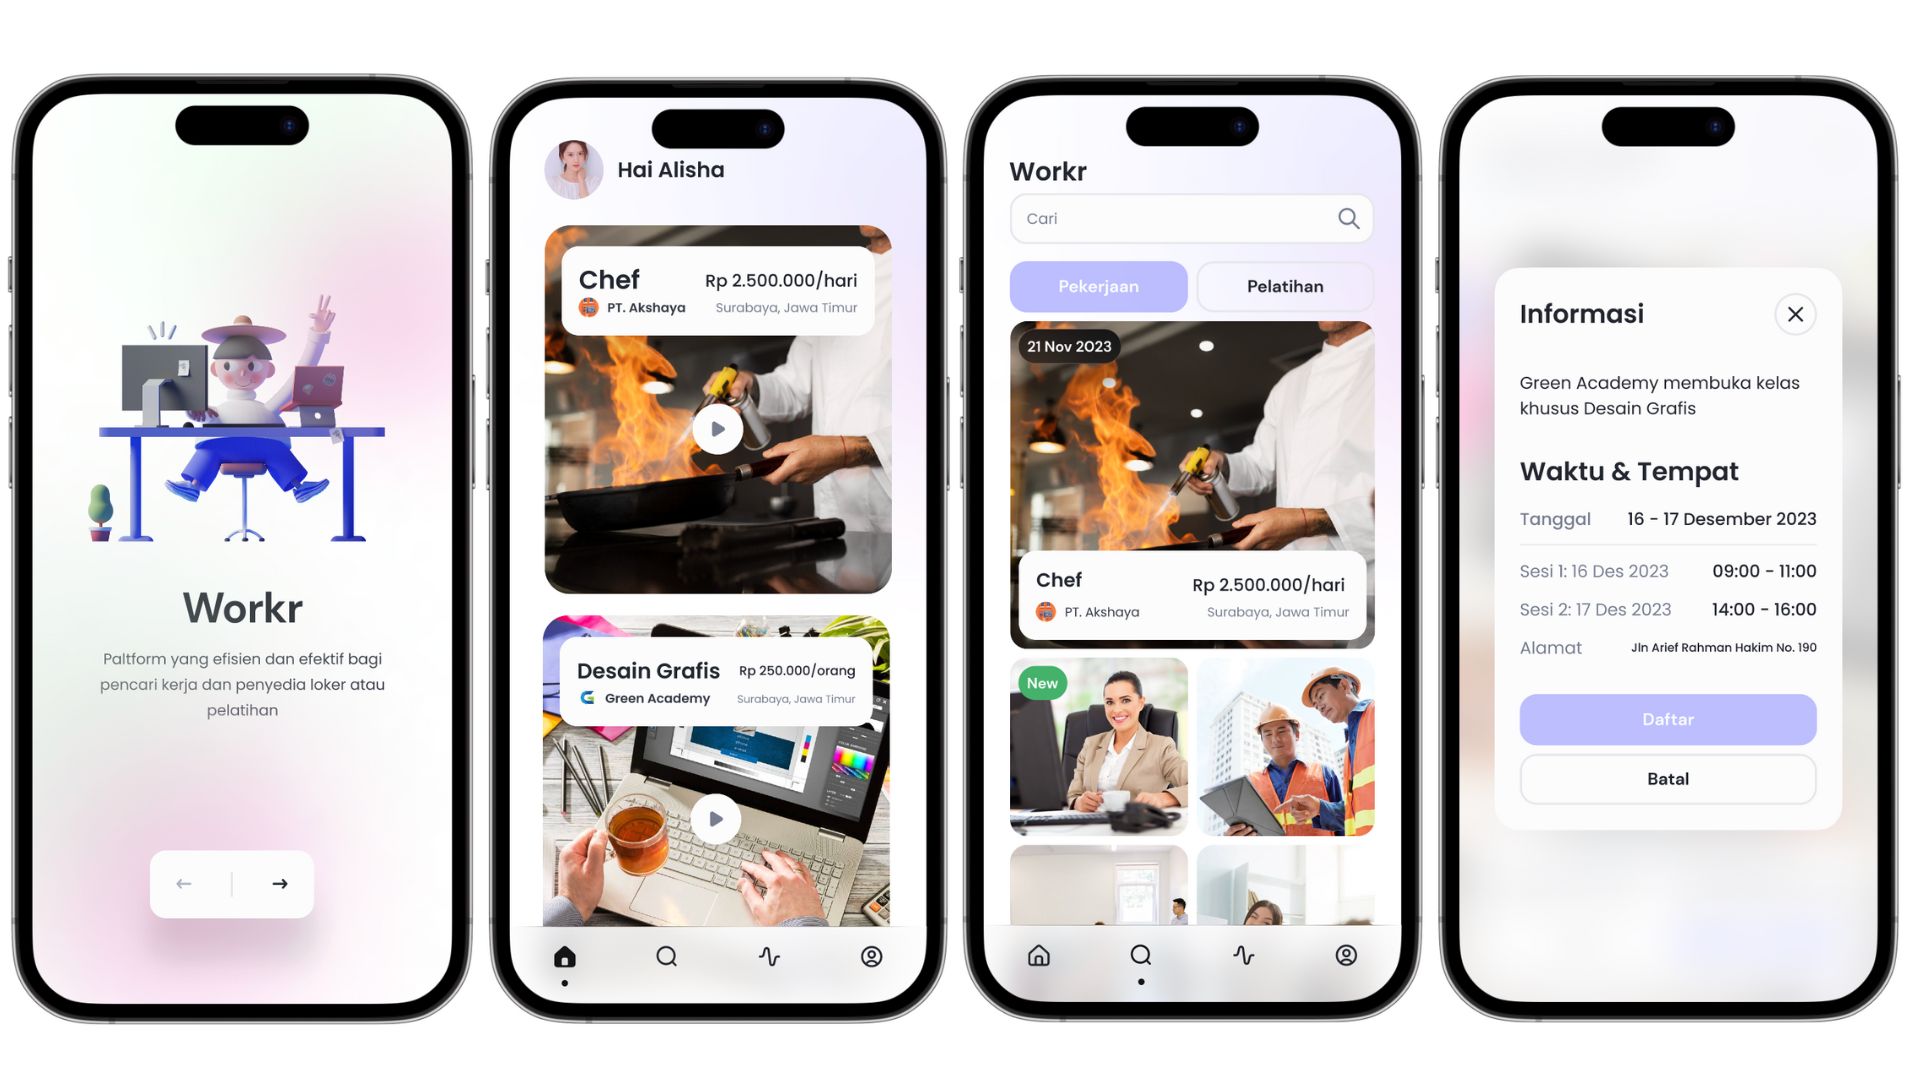 Workr
Paltform yang efisien dan efektif bagi
pencari kerja dan penyedia loker atau
pelatihan
Hai Alisha
Chef
Rp 2.500.000/hari
PT. Akshaya
Surabaya, Jawa Timur
Desain Grafis
Rp 250.000/orang
Green Academy
Surabaya, Jawa Timur
Workr
Cari
Pekerjaan
Pelatihan
21 Nov 2023
Chef
Rp 2.500.000/hari
PT. Akshaya
Surabaya, Jawa Timur
New
Informasi
Green Academy membuka kelas
khusus Desain Grafis
Waktu & Tempat
Tanggal 16 - 17 Desember 2023
Sesi 1: 16 Des 2023 09:00 - 11:00
Sesi 2: 17 Des 2023 14:00 - 16:00
Alamat Jln Arief Rahman Hakim No. 190
Daftar
Batal